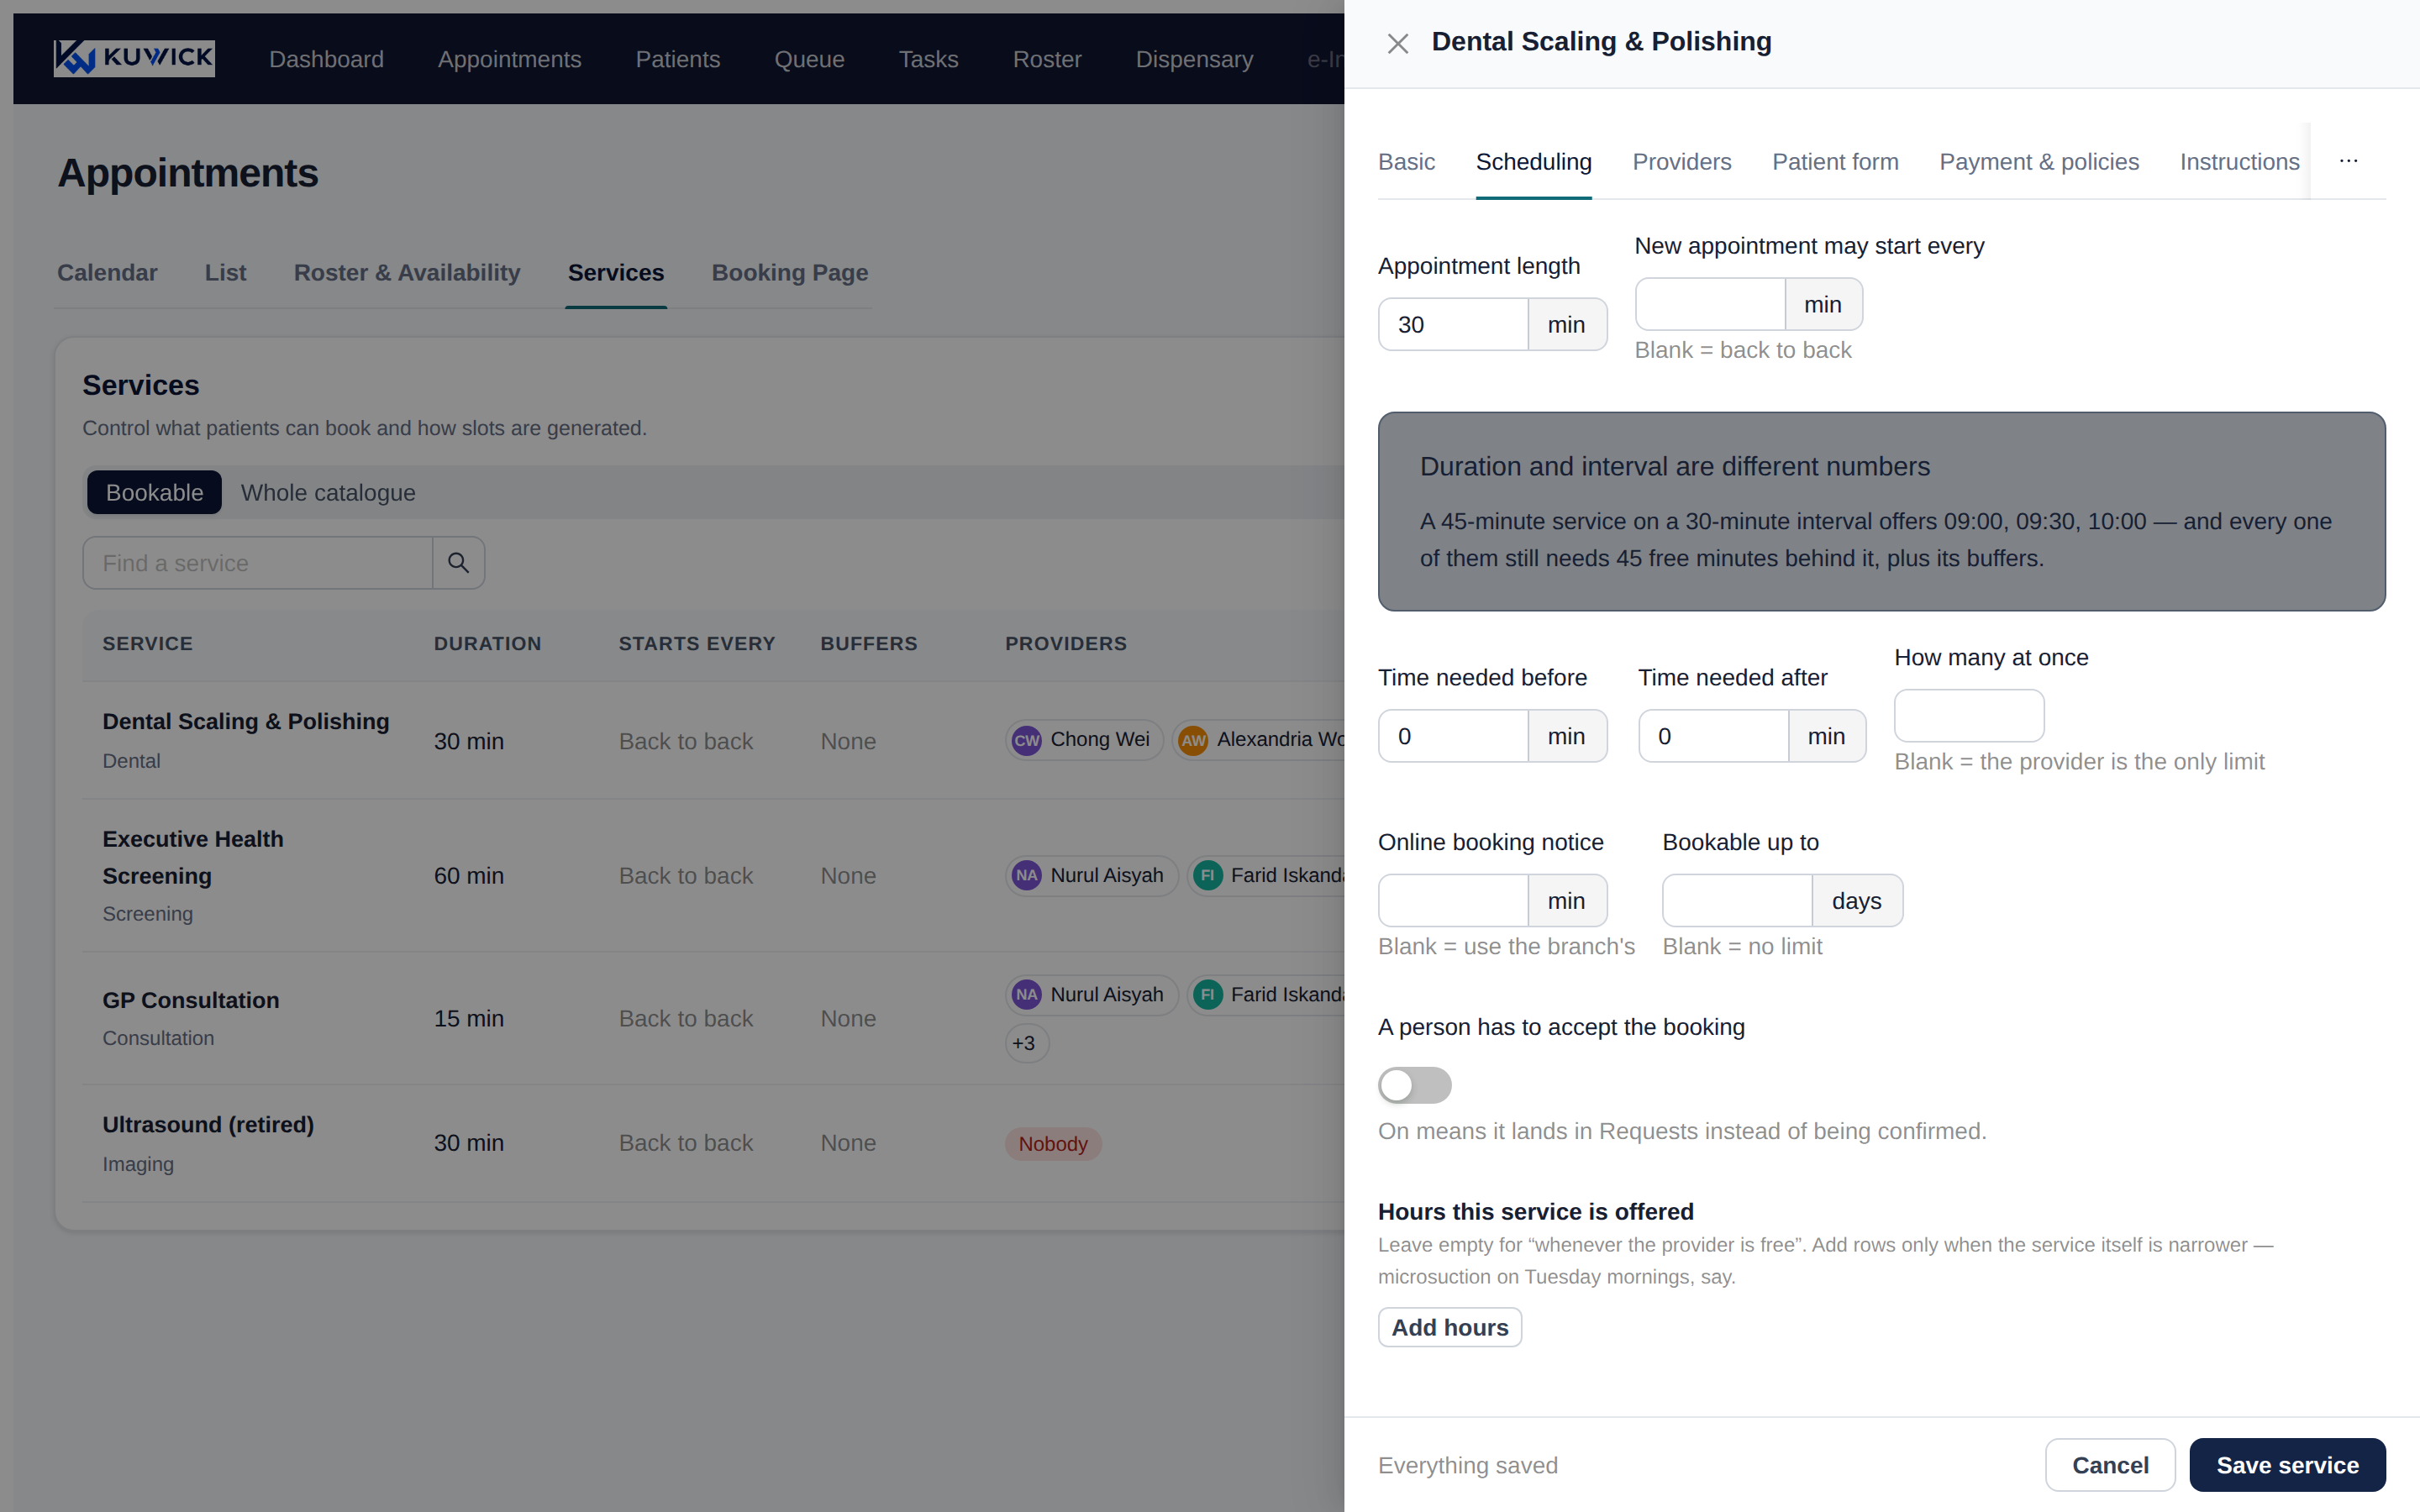 KUWICK
Dashboard
Appointments
Patients
Queue
Tasks
Roster
Dispensary
Appointments
Calendar
List
Roster & Availability
Services
Booking Page
Services
Control what patients can book and how slots are generated.
Bookable
Whole catalogue
Find a service
SERVICE
DURATION
STARTS EVERY
BUFFERS
PROVIDERS
Dental Scaling & Polishing
Dental
30 min
Back to back
None
CW
Chong Wei
AW
Alexandria
Executive Health
Screening
Screening
60 min
Back to back
None
NA
Nurul Aisyah
FI
Farid
GP Consultation
Consultation
15 min
Back to back
None
NA
Nurul Aisyah
FI
Farid
+3
Ultrasound (retired)
Imaging
30 min
Back to back
None
Nobody
Dental Scaling & Polishing
Basic
Scheduling
Providers
Patient form
Payment & policies
Instructions
...
Appointment length
30
min
New appointment may start every
min
Blank = back to back
Duration and interval are different numbers
A 45-minute service on a 30-minute interval offers 09:00, 09:30, 10:00 — and every one
of them still needs 45 free minutes behind it, plus its buffers.
Time needed before
0
min
Time needed after
0
min
How many at once
Blank = the provider is the only limit
Online booking notice
min
Blank = use the branch's
Bookable up to
days
Blank = no limit
A person has to accept the booking
On means it lands in Requests instead of being confirmed.
Hours this service is offered
Leave empty for “whenever the provider is free”. Add rows only when the service itself is narrower —
microsuction on Tuesday mornings, say.
Add hours
Everything saved
Cancel
Save service